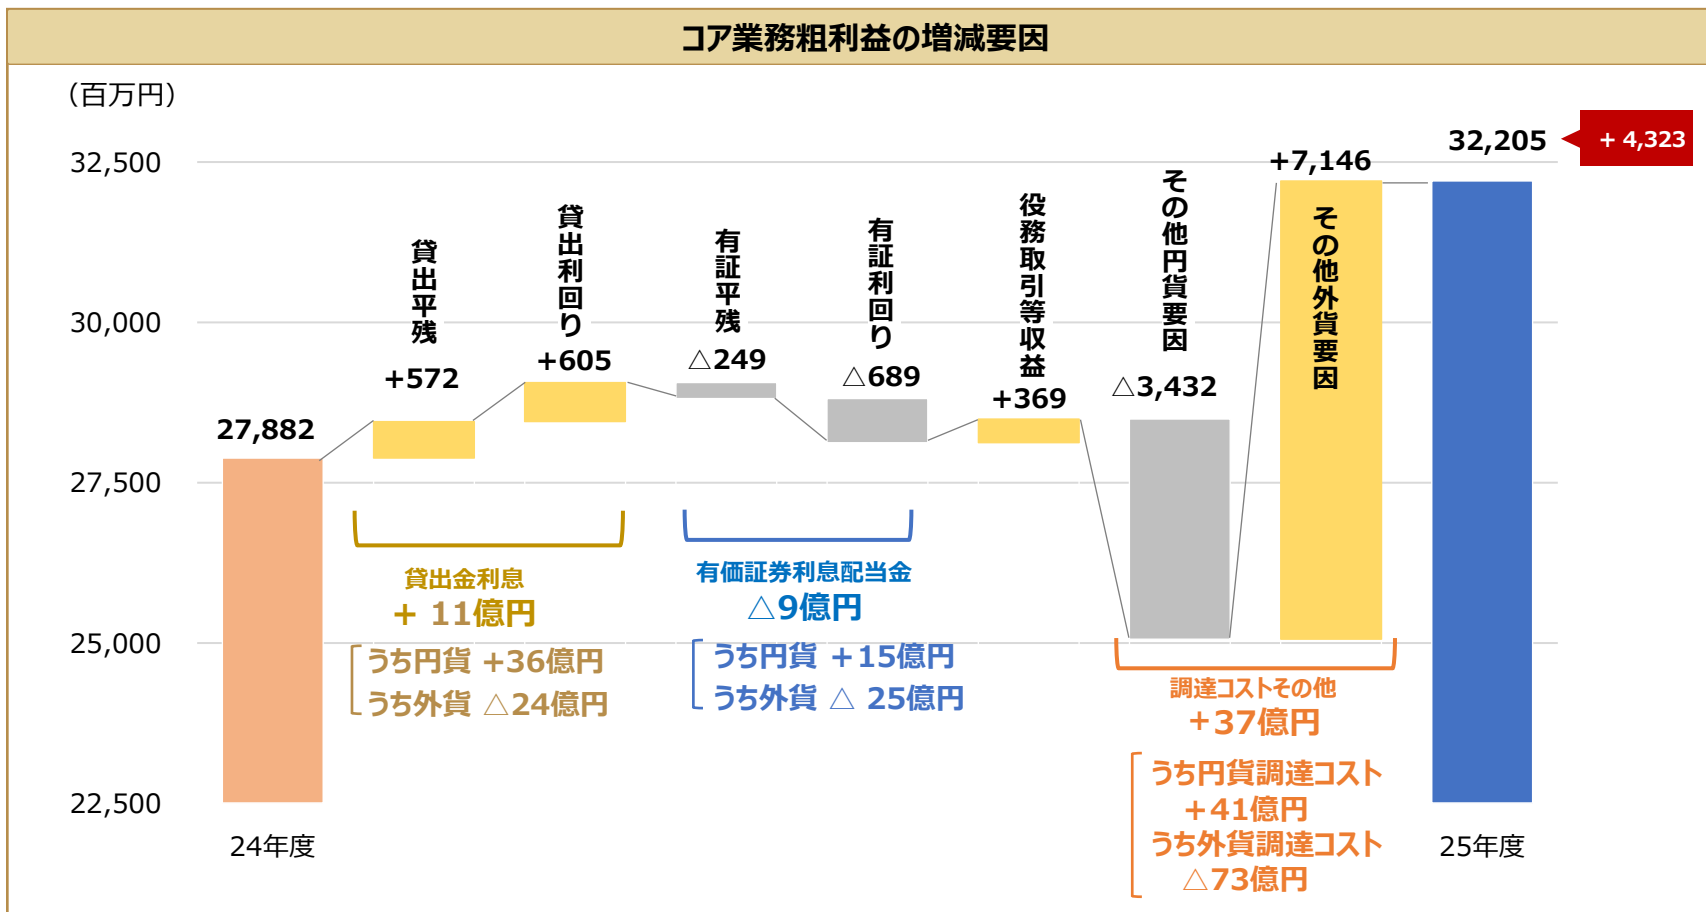 コア業務粗利益の増減要因
（百万円）
32,500
30,000
27,500
25,000
22,500
27,882
24年度
貸出平残
+572
貸出利回り
+605
有証平残
△249
有証利回り
△689
役務取引等収益
+369
その他円貨要因
△3,432
+7,146
その他外貨要因
32,205
+ 4,323
25年度
貸出金利息
+ 11億円
うち円貨 +36億円
うち外貨 △24億円
有価証券利息配当金
△9億円
うち円貨 +15億円
うち外貨 △ 25億円
調達コストその他
+37億円
うち円貨調達コスト
+41億円
うち外貨調達コスト
△73億円